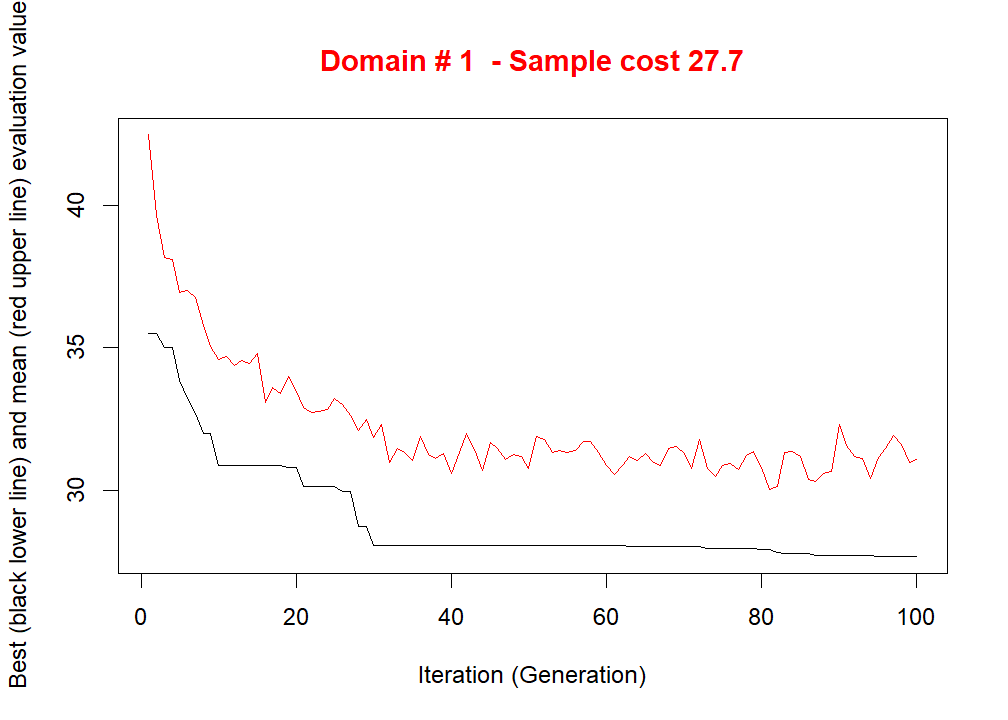 Domain # 1  - Sample cost 27.7
Best (black lower line) and mean (red upper line) evaluation value
40
35
30
0 20 40 60 80 100
Iteration (Generation)